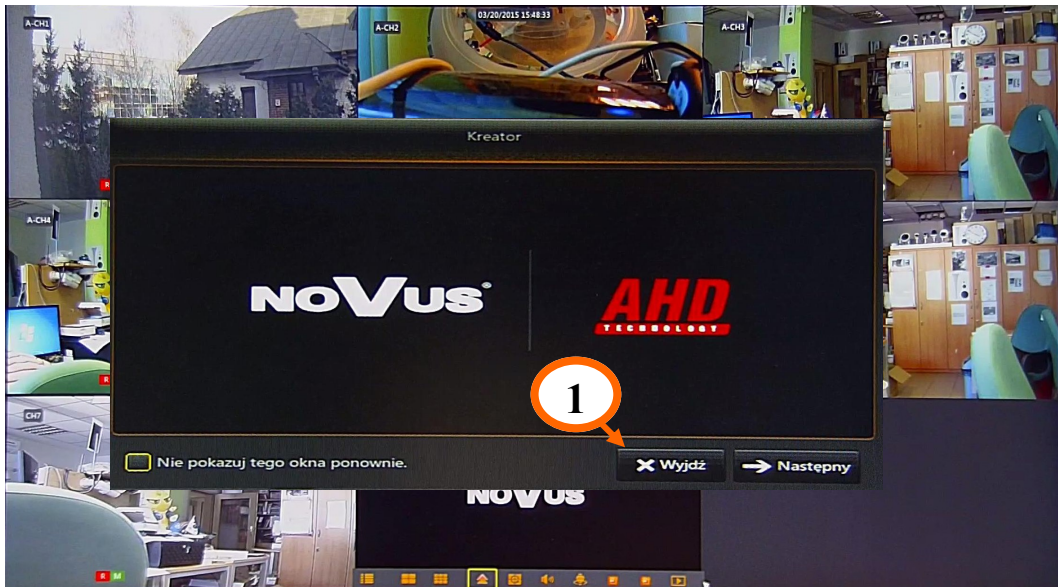 A-CH1
A-CH2
03/20/2015 15:48:33
A-CH3
Kreator
R
A-CH4
NOVUS®
AHD
TECHNOLOGY
1
R
CH7
Nie pokazuj tego okna ponownie.
Wyjdź
Następny
NOVUS
R M